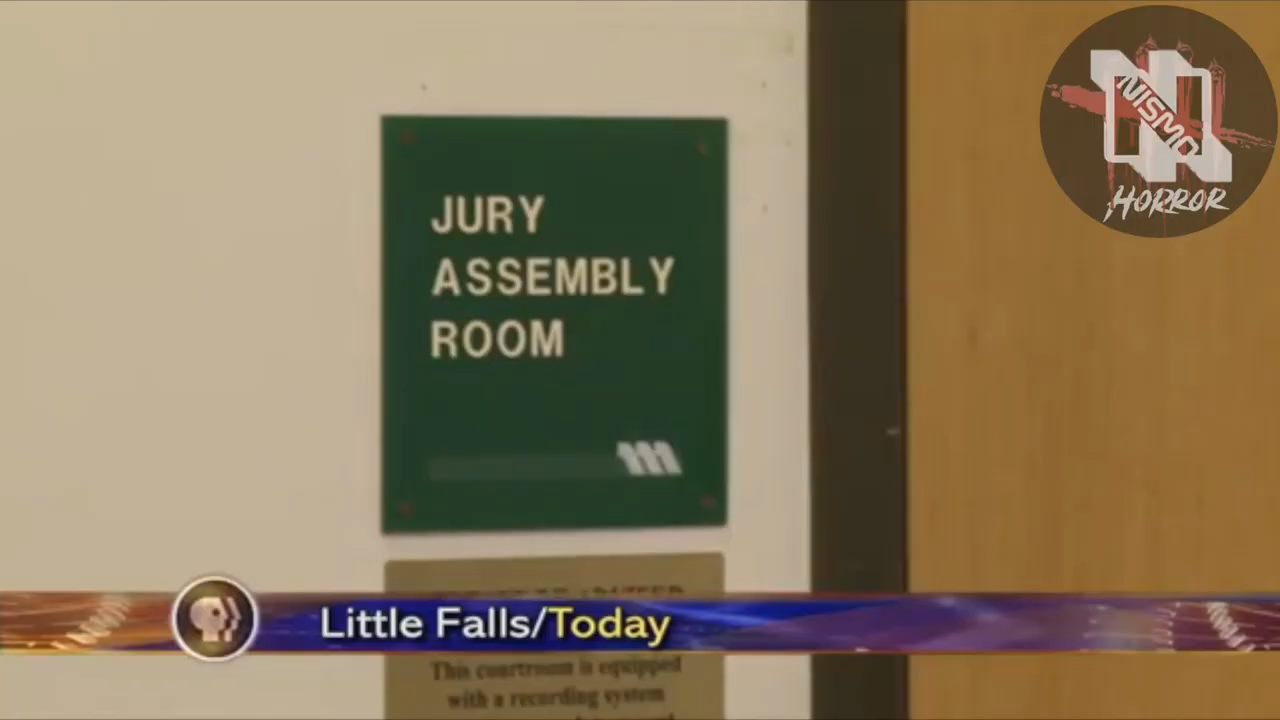 JURY
ASSEMBLY
ROOM
NISMO
HORROR
Little Falls/Today
This courtroom is equipped
with a recording system